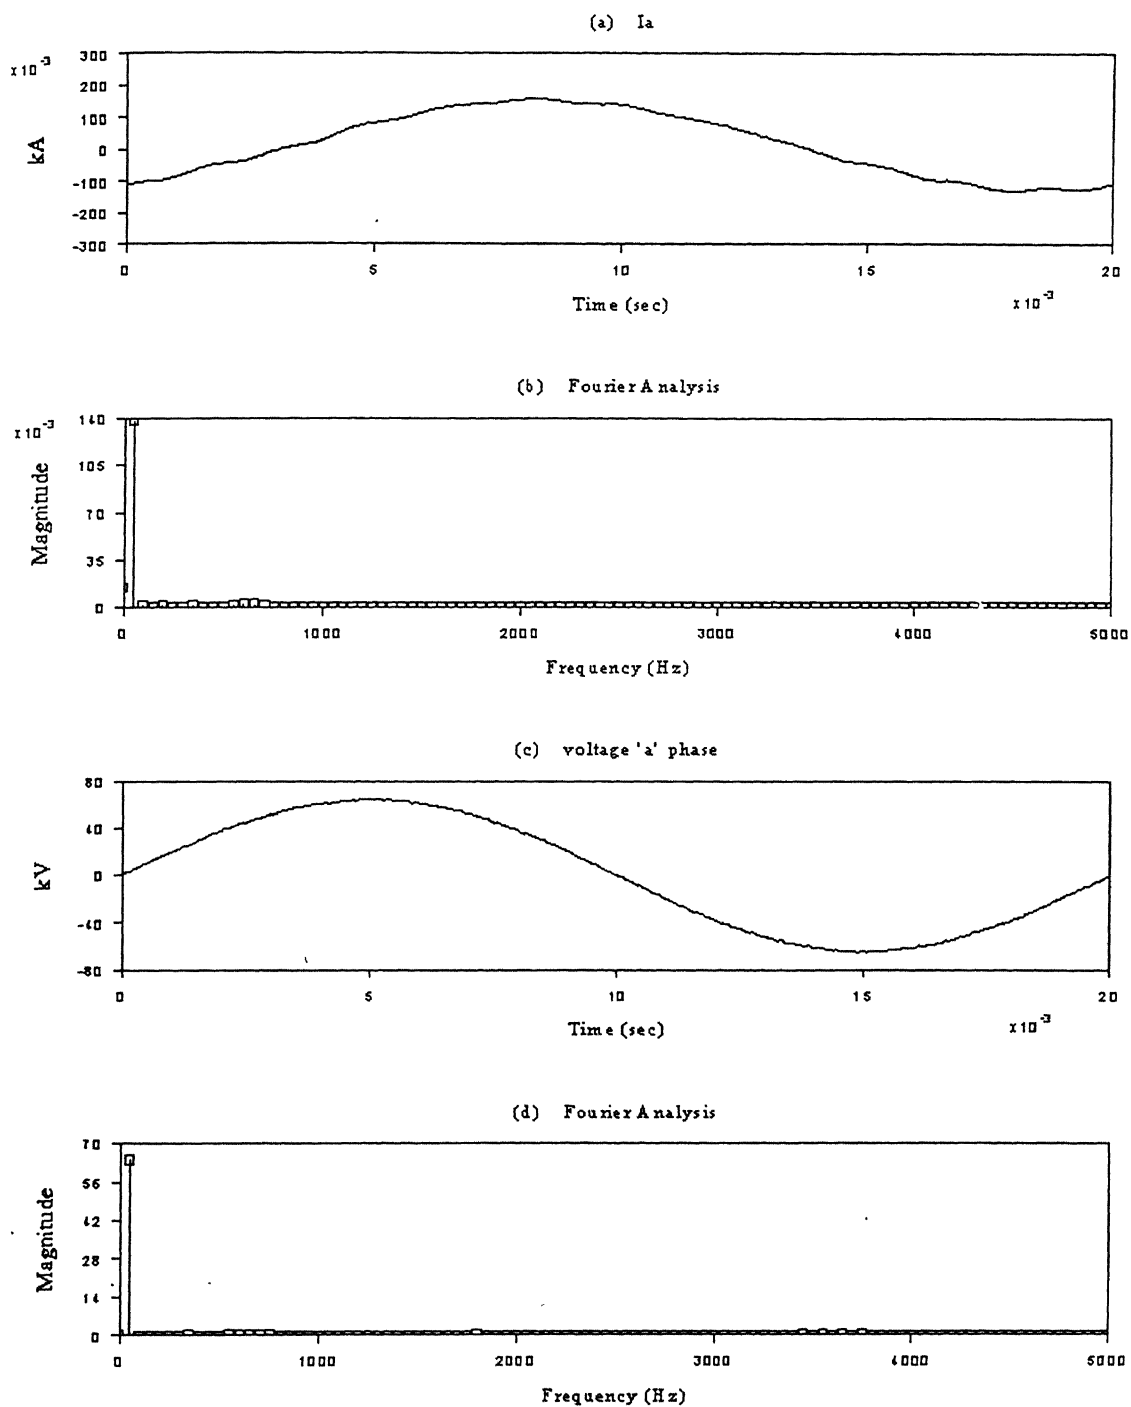 (a) Ia
x10^-3
300
200
100
0
-100
-200
-300
kA
0 5 10 15 20
Time (sec)
x10^-3
(b) Fourier Analysis
x10^-3
140
105
70
35
0
Magnitude
0 1000 2000 3000 4000 5000
Frequency (Hz)
(c) voltage 'a' phase
80
40
0
-40
-80
kV
0 5 10 15 20
Time (sec)
x10^-3
(d) Fourier Analysis
70
56
42
28
14
0
Magnitude
0 1000 2000 3000 4000 5000
Frequency (Hz)